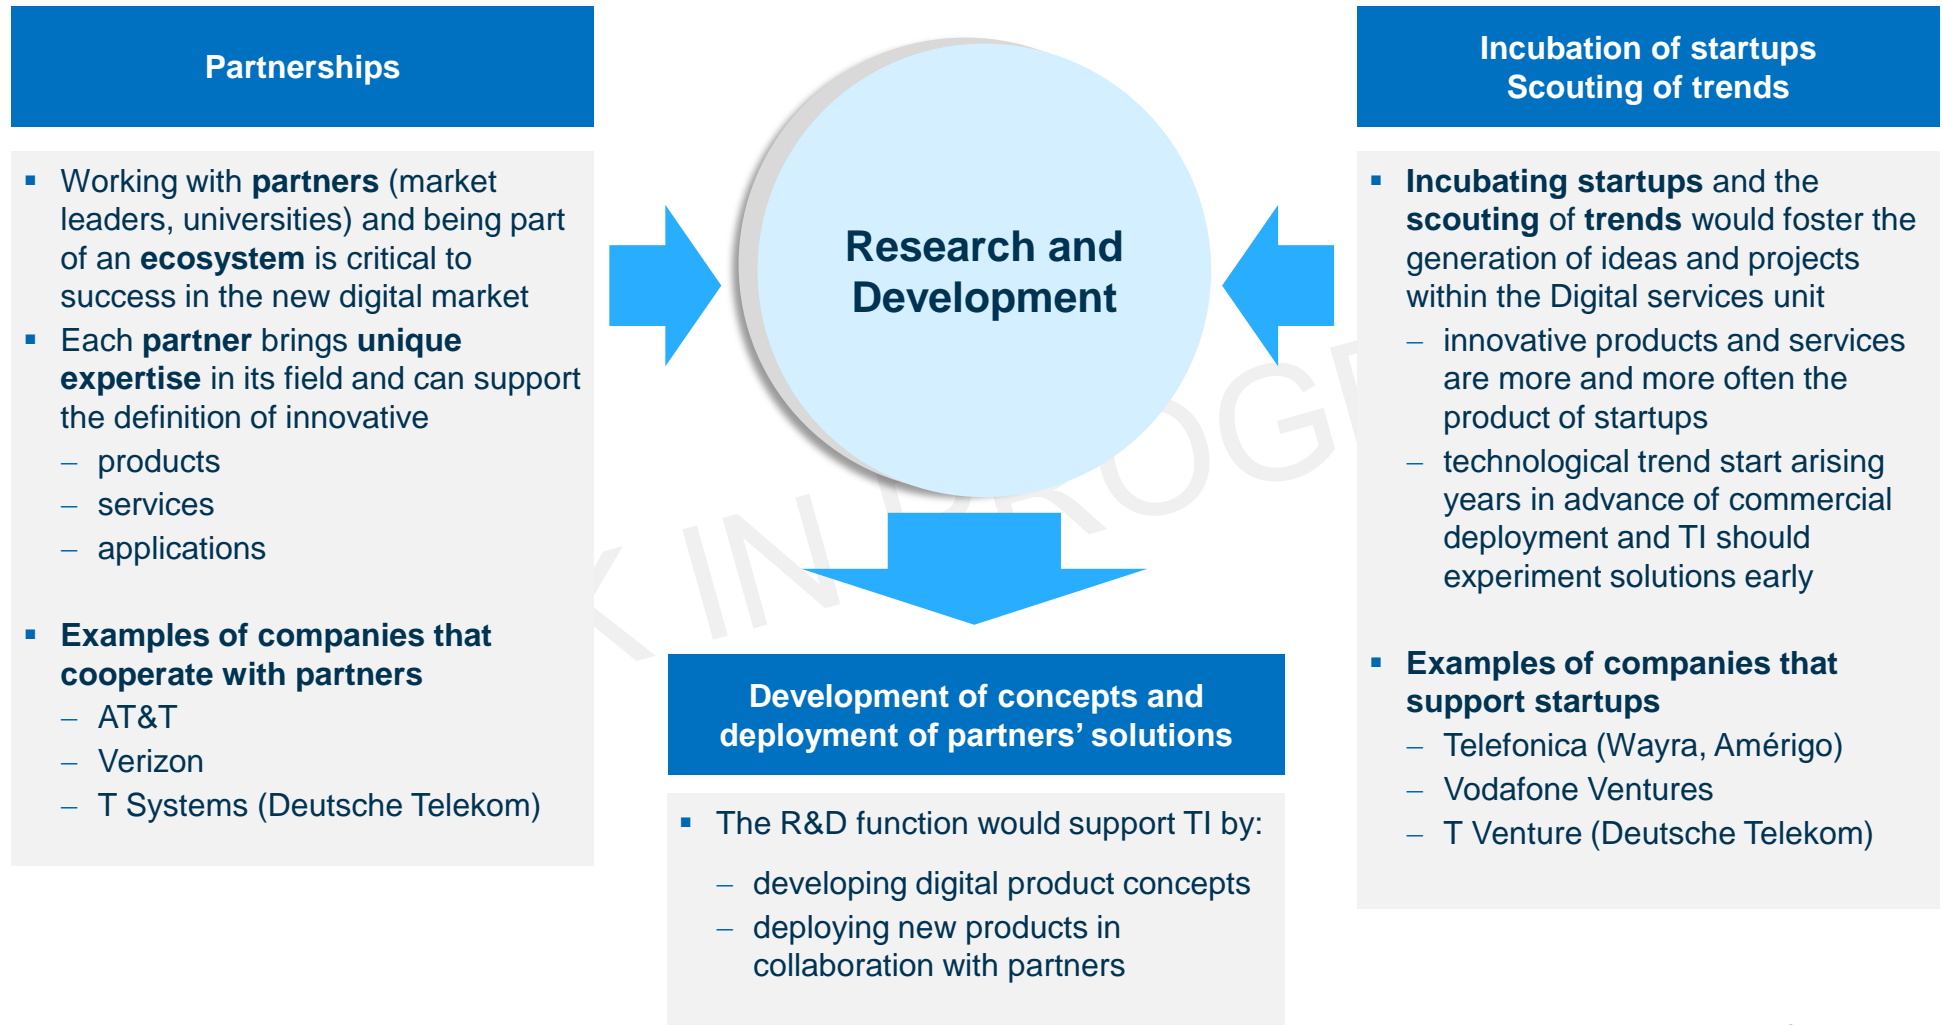 Partnerships
▪ Working with partners (market
leaders, universities) and being part
of an ecosystem is critical to
success in the new digital market
▪ Each partner brings unique
expertise in its field and can support
the definition of innovative
– products
– services
– applications
▪ Examples of companies that
cooperate with partners
– AT&T
– Verizon
– T Systems (Deutsche Telekom)
Research and
Development
Development of concepts and
deployment of partners’ solutions
▪ The R&D function would support TI by:
– developing digital product concepts
– deploying new products in
collaboration with partners
Incubation of startups
Scouting of trends
▪ Incubating startups and the
scouting of trends would foster the
generation of ideas and projects
within the Digital services unit
– innovative products and services
are more and more often the
product of startups
– technological trend start arising
years in advance of commercial
deployment and TI should
experiment solutions early
▪ Examples of companies that
support startups
– Telefonica (Wayra, Amérigo)
– Vodafone Ventures
– T Venture (Deutsche Telekom)
IN